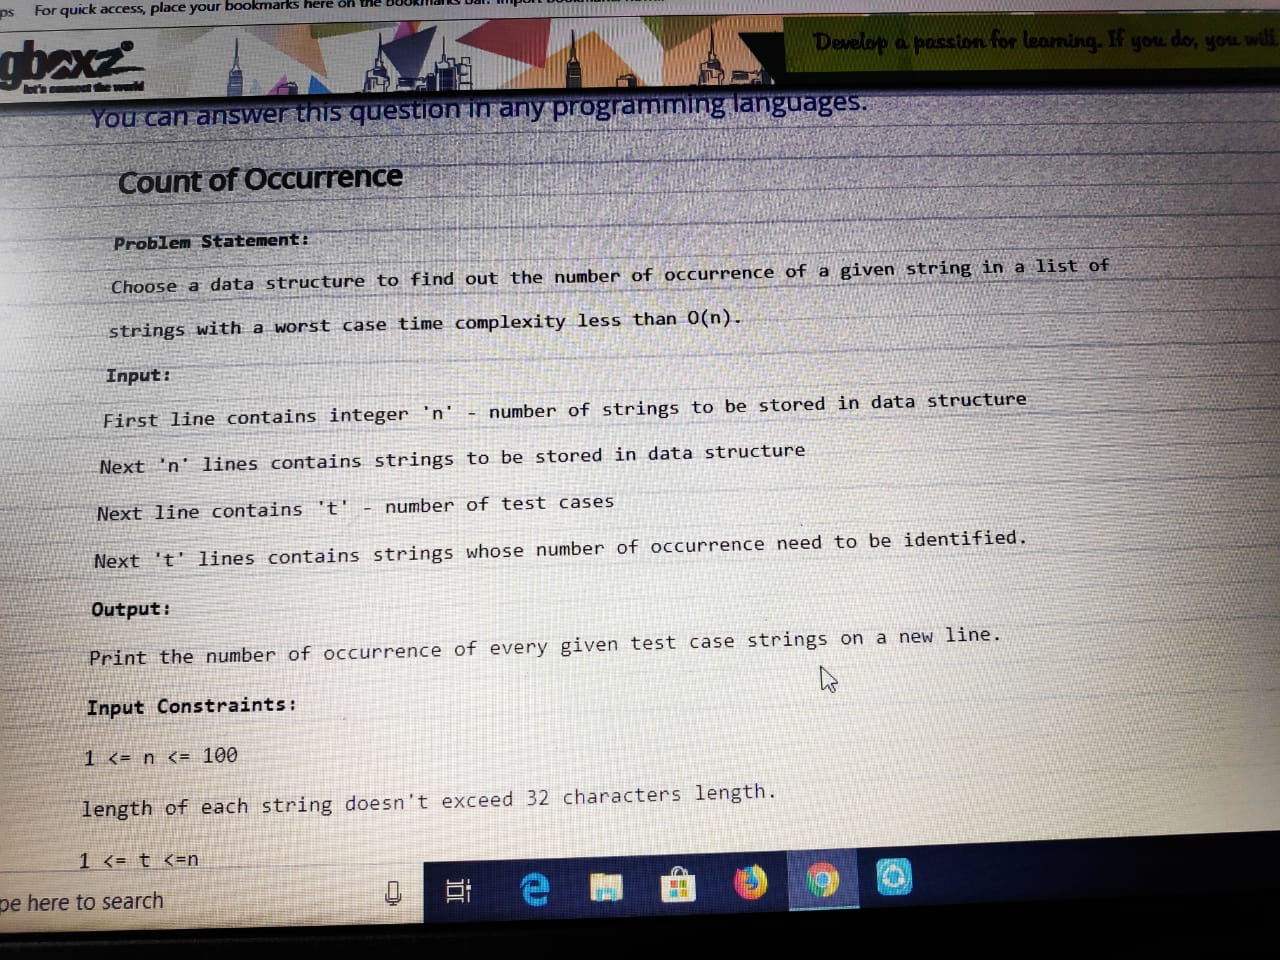 ps For quick access, place your bookmarks here on the bookmarks bar.
gboxz
let's connect the world
Develop a passion for learning. If you do, you will
You can answer this question in any programming languages.
Count of Occurrence
Problem Statement:
Choose a data structure to find out the number of occurrence of a given string in a list of
strings with a worst case time complexity less than O(n).
Input:
First line contains integer 'n' - number of strings to be stored in data structure
Next 'n' lines contains strings to be stored in data structure
Next line contains 't' - number of test cases
Next 't' lines contains strings whose number of occurrence need to be identified.
Output:
Print the number of occurrence of every given test case strings on a new line.
Input Constraints:
1 <= n <= 100
length of each string doesn't exceed 32 characters length.
1 <= t <=n
pe here to search